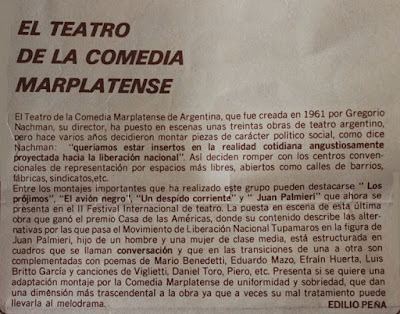 EL TEATRO
DE LA COMEDIA
MARPLATENSE
El Teatro de la Comedia Marplatense de Argentina, que fue creada en 1961 por Gregorio
Nachman, su director, ha puesto en escenas una treintas obras de teatro argentino,
pero hace varios años decidieron montar piezas de carácter político social, como dice
Nachman: "queríamos estar insertos en la realidad cotidiana angustiosamente
proyectada hacia la liberación nacional". Así deciden romper con los centros conven-
cionales de representación por espacios más libres, abiertos como calles de barrios,
fábricas, sindicatos, etc.
Entre los montajes importantes que ha realizado este grupo pueden destacarse " Los
prójimos", "El avión negro", "Un despido corriente" y " Juan Palmieri" que ahora se
presenta en el II Festival Internacional de teatro. La puesta en escena de esta última
obra que ganó el premio Casa de las Américas, donde su contenido describe las alter-
nativas por las que pasa el Movimiento de Liberación Nacional Tupamaros en la figura de
Juan Palmieri, hijo de un hombre y una mujer de clase media, está estructurada en
cuadros que se llaman conversación y que en las transiciones de una a otra son
complementadas con poemas de Mario Benedetti, Eduardo Mazo, Efraín Huerta, Luis
Britto García y canciones de Viglietti, Daniel Toro, Piero, etc. Presenta si se quiere una
adaptación montaje por la Comedia Marplatense de uniformidad y sobriedad, que dan
una dimensión más trascendental a la obra ya que a veces su mal tratamiento puede
llevarla al melodrama.
EDILIO PEÑA